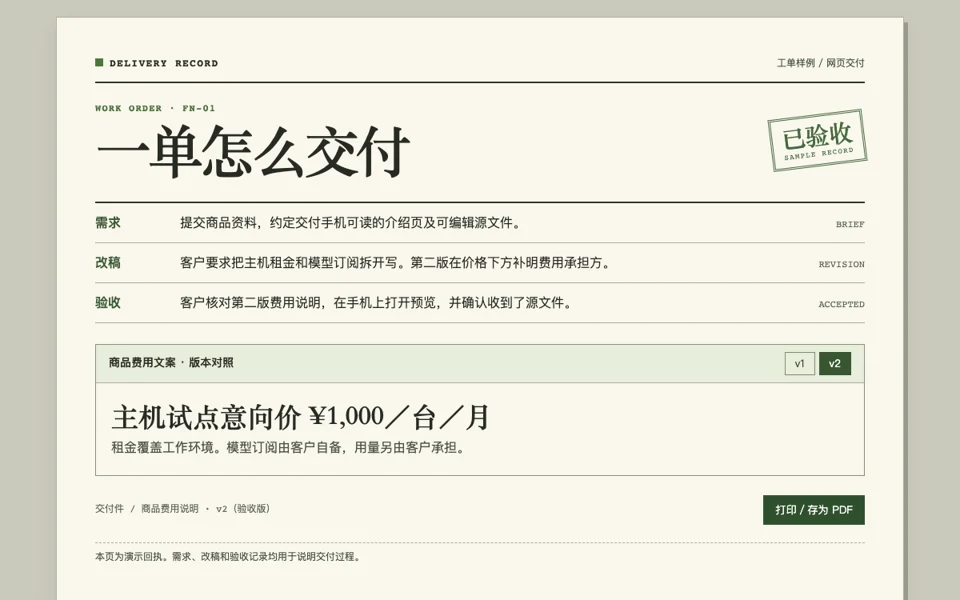 DELIVERY RECORD
工单样例 / 网页交付
WORK ORDER · FN-01
一单怎么交付
已验收
SAMPLE RECORD
需求 提交商品资料，约定交付手机可读的介绍页及可编辑源文件。 BRIEF
改稿 客户要求把主机租金和模型订阅拆开写。第二版在价格下方补明费用承担方。 REVISION
验收 客户核对第二版费用说明，在手机上打开预览，并确认收到了源文件。 ACCEPTED
商品费用文案 · 版本对照 v1 v2
主机试点意向价 ¥1,000／台／月
租金覆盖工作环境。模型订阅由客户自备，用量另由客户承担。
交付件 / 商品费用说明 · v2（验收版）
打印 / 存为 PDF
本页为演示回执。需求、改稿和验收记录均用于说明交付过程。